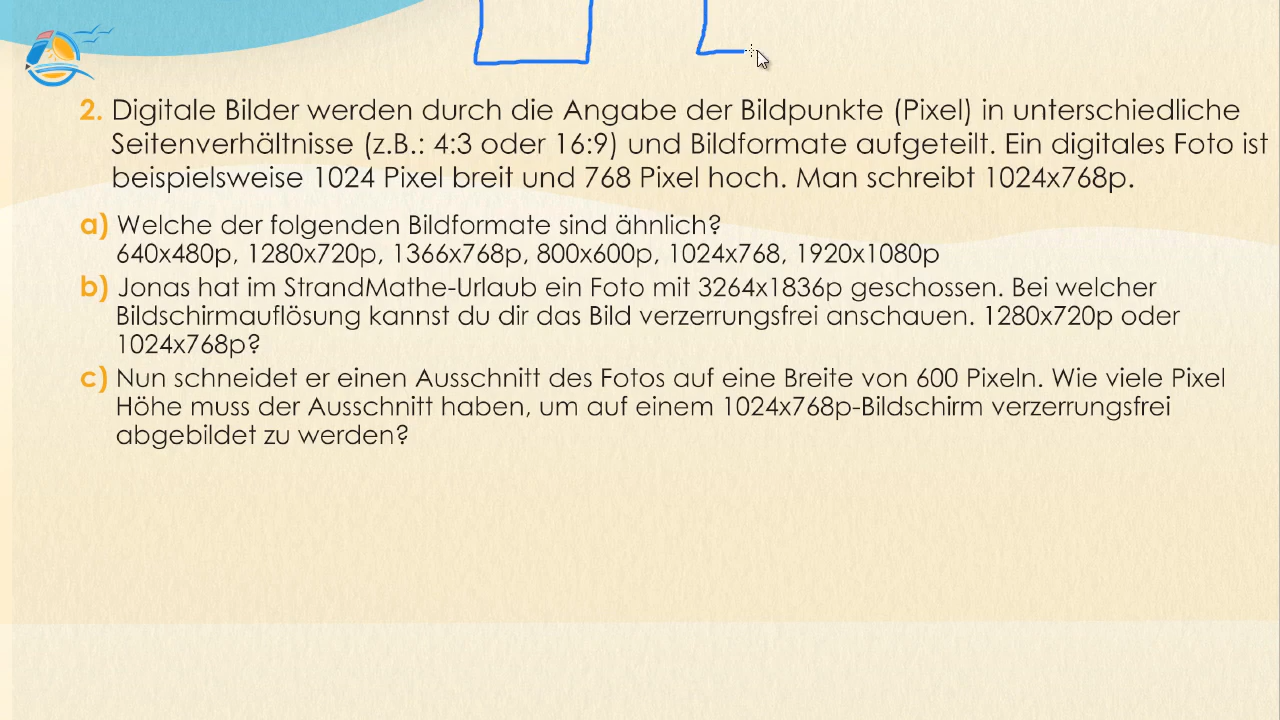 2. Digitale Bilder werden durch die Angabe der Bildpunkte (Pixel) in unterschiedliche
Seitenverhältnisse (z.B.: 4:3 oder 16:9) und Bildformate aufgeteilt. Ein digitales Foto ist
beispielsweise 1024 Pixel breit und 768 Pixel hoch. Man schreibt 1024x768p.
a) Welche der folgenden Bildformate sind ähnlich?
640x480p, 1280x720p, 1366x768p, 800x600p, 1024x768, 1920x1080p
b) Jonas hat im StrandMathe-Urlaub ein Foto mit 3264x1836p geschossen. Bei welcher
Bildschirmauflösung kannst du dir das Bild verzerrungsfrei anschauen. 1280x720p oder
1024x768p?
c) Nun schneidet er einen Ausschnitt des Fotos auf eine Breite von 600 Pixeln. Wie viele Pixel
Höhe muss der Ausschnitt haben, um auf einem 1024x768p-Bildschirm verzerrungsfrei
abgebildet zu werden?